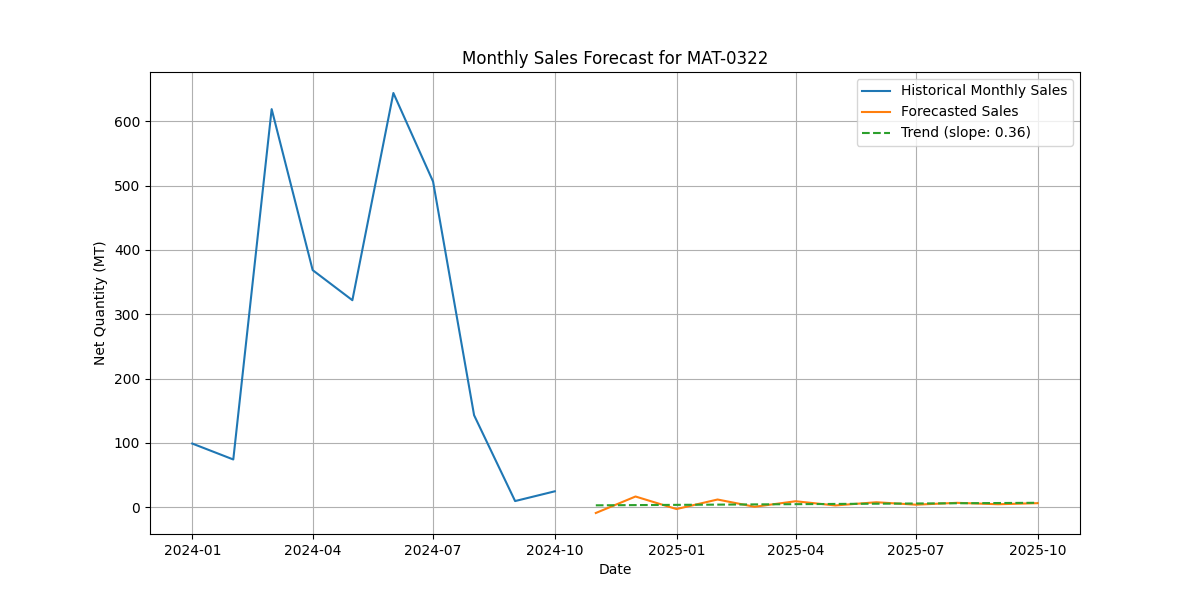 Monthly Sales Forecast for MAT-0322
Historical Monthly Sales
Forecasted Sales
Trend (slope: 0.36)
Net Quantity (MT)
600
500
400
300
200
100
0
2024-01 2024-04 2024-07 2024-10 2025-01 2025-04 2025-07 2025-10
Date